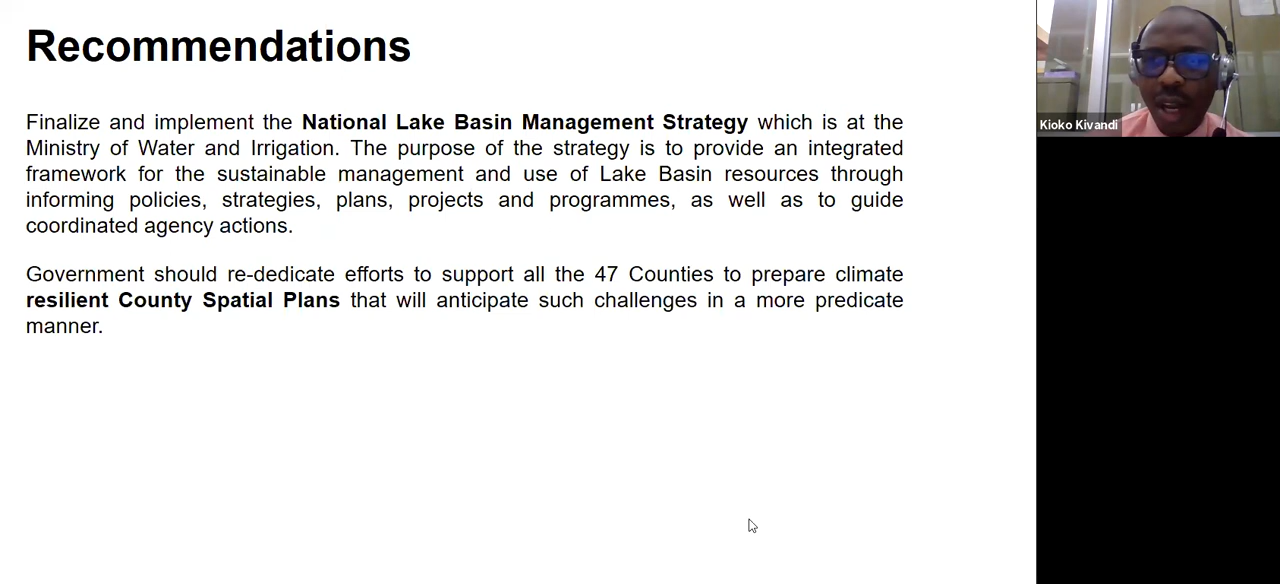 Recommendations
Finalize and implement the National Lake Basin Management Strategy which is at the
Ministry of Water and Irrigation. The purpose of the strategy is to provide an integrated
framework for the sustainable management and use of Lake Basin resources through
informing policies, strategies, plans, projects and programmes, as well as to guide
coordinated agency actions.
Government should re-dedicate efforts to support all the 47 Counties to prepare climate
resilient County Spatial Plans that will anticipate such challenges in a more predicate
manner.
Kioko Kivandi